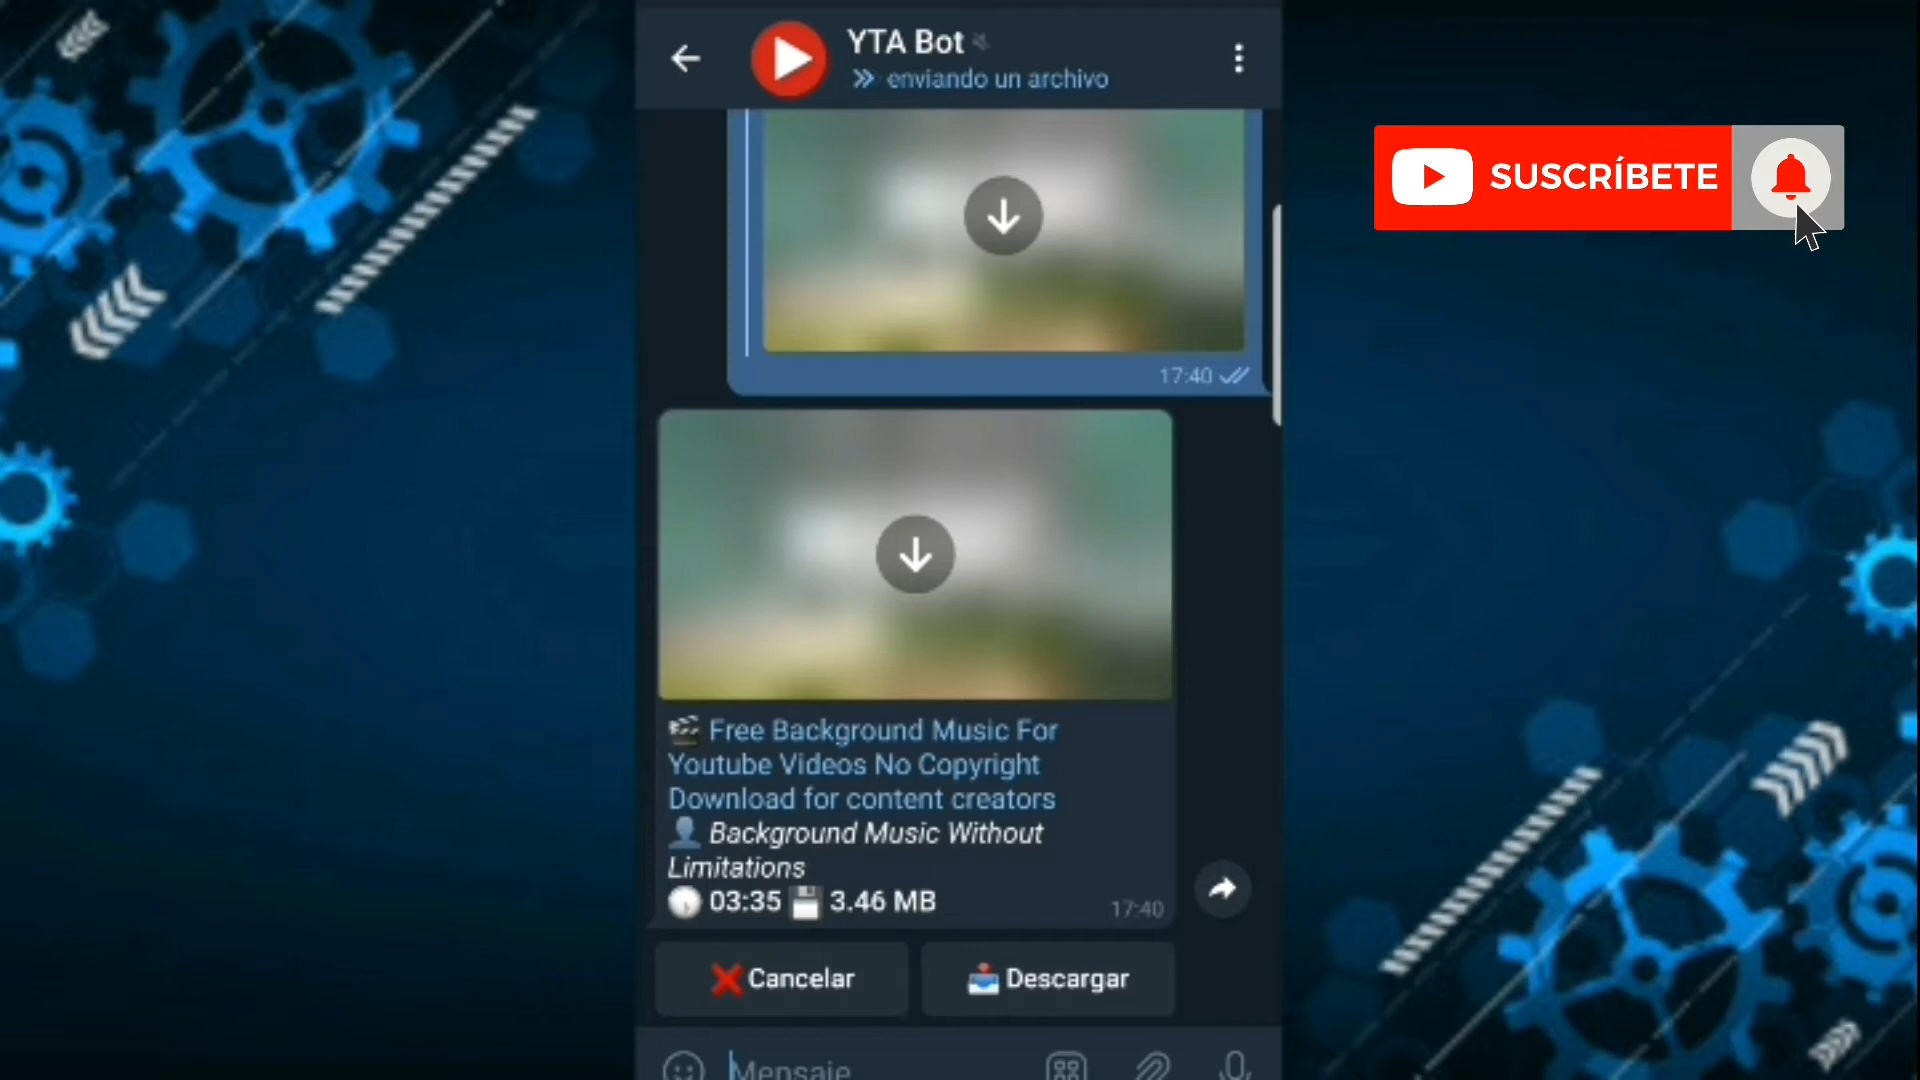 YTA Bot
enviando un archivo
SUSCRÍBETE
17:40
Free Background Music For
Youtube Videos No Copyright
Download for content creators
Background Music Without
Limitations
03:35 3.46 MB
17:40
Cancelar
Descargar
Mensaje